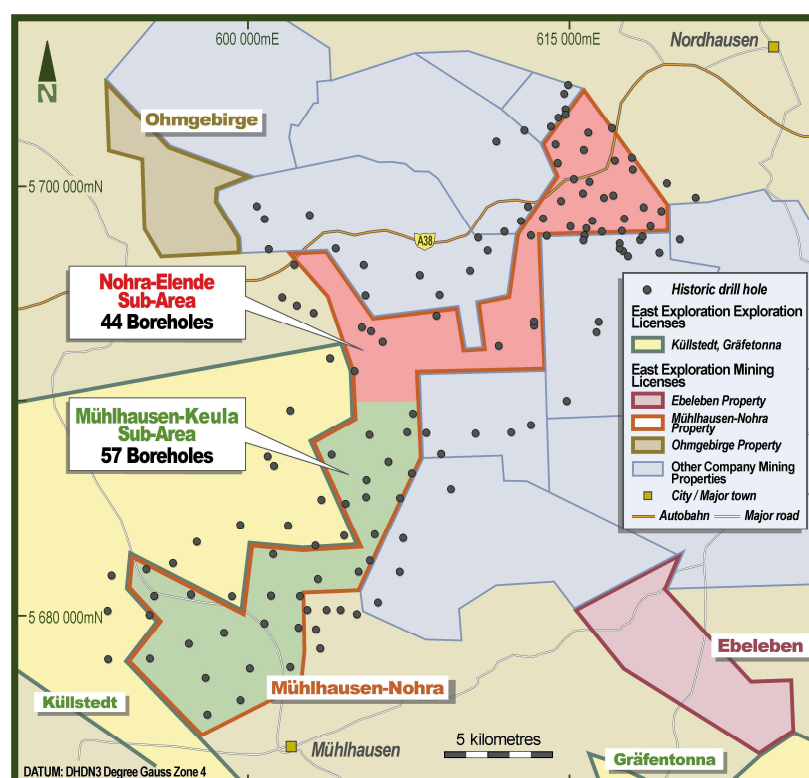 600 000mE
615 000mE
Nordhausen
N
Ohmgebirge
5 700 000mN
A38
Nohra-Elende
Sub-Area
44 Boreholes
Historic drill hole
East Exploration Exploration
Licenses
Küllstedt, Gräfetonna
East Exploration Mining
Licenses
Ebeleben Property
Mühlhausen-Nohra
Property
Ohmgebirge Property
Other Company Mining
Properties
City / Major town
Autobahn
Major road
Mühlhausen-Keula
Sub-Area
57 Boreholes
5 680 000mN
Ebeleben
Mühlhausen-Nohra
Küllstedt
5 kilometres
Mühlhausen
Gräfentonna
DATUM: DHDN3 Degree Gauss Zone 4